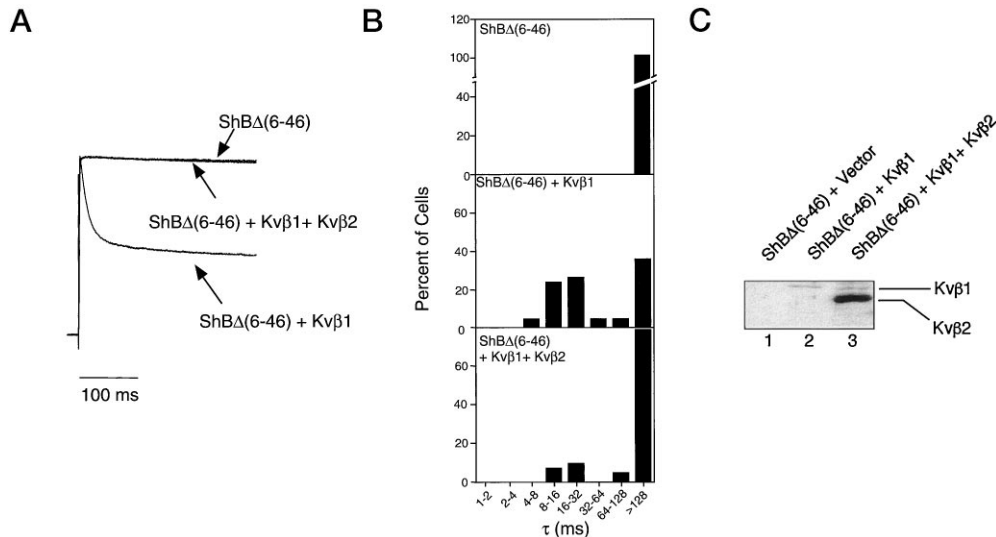 A
ShBΔ(6-46)
ShBΔ(6-46) + Kvβ1+ Kvβ2
ShBΔ(6-46) + Kvβ1
100 ms
B
Percent of Cells
120
100
40
20
0
ShBΔ(6-46)
60
40
20
0
ShBΔ(6-46) + Kvβ1
60
40
20
0
ShBΔ(6-46)
+ Kvβ1+ Kvβ2
1-2
2-4
4-8
8-16
16-32
32-64
64-128
>128
τ (ms)
C
ShBΔ(6-46) + Vector
ShBΔ(6-46) + Kvβ1
ShBΔ(6-46) + Kvβ1+ Kvβ2
Kvβ1
Kvβ2
1 2 3